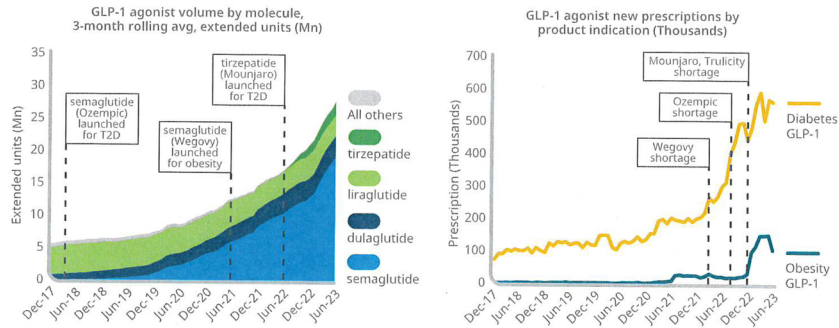 GLP-1 agonist volume by molecule,
3-month rolling avg, extended units (Mn)
Extended units (Mn)
35
30
25
20
15
10
5
0
semaglutide
(Ozempic)
launched
for T2D
semaglutide
(Wegovy)
launched
for obesity
tirzepatide
(Mounjaro)
launched
for T2D
All others
tirzepatide
liraglutide
dulaglutide
semaglutide
Dec-17
Jun-18
Jun-18
Jun-19
Dec-19
Jun-20
Dec-20
Jun-21
Dec-21
Jun-22
Dec-22
Jun-23
GLP-1 agonist new prescriptions by
product indication (Thousands)
Prescription (Thousands)
700
600
500
400
300
200
100
0
Mounjaro, Trulicity
shortage
Ozempic
shortage
Wegovy
shortage
Diabetes
GLP-1
Obesity
GLP-1
Dec-17
Jun-18
Dec-18
Jun-19
Dec-19
Jun-20
Dec-20
Jun-21
Dec-21
Jun-22
Dec-22
Jun-23